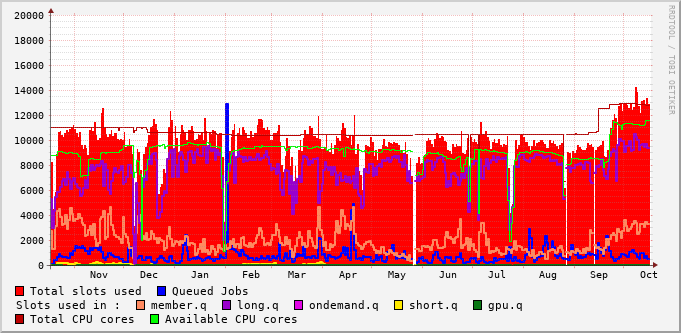 20000
18000
16000
14000
12000
10000
8000
6000
4000
2000
0
Nov Dec Jan Feb Mar Apr May Jun Jul Aug Sep Oct
RRDTOOL / TOBI OETIKER
Total slots used Queued Jobs
Slots used in : member.q long.q ondemand.q short.q gpu.q
Total CPU cores Available CPU cores